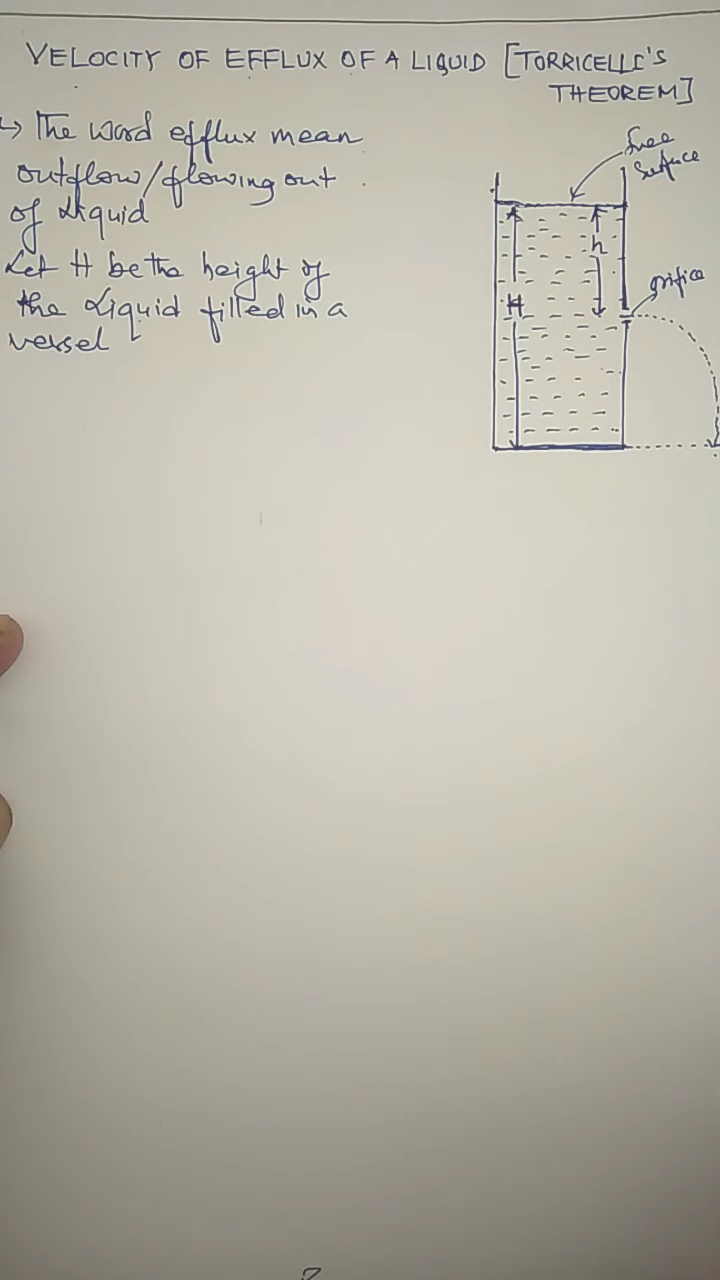 VELOCITY OF EFFLUX OF A LIQUID [TORRICELLI'S
THEOREM]
→ The word efflux mean
outflow/flowing out
of Liquid
Let H be the height of
the Liquid filled in a
vessel
free
surface
h
orifice
H